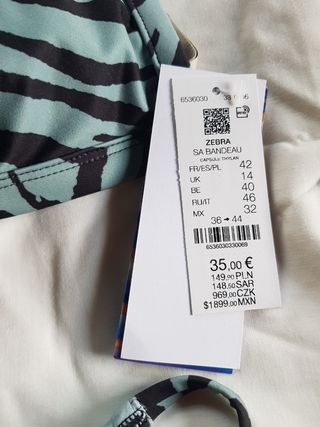 6536030
ZEBRA
SA BANDEAU
CAPSULE THYLAN
FR/ES/PL 42
UK 14
BE 40
RU/IT 46
MX 32
36 → 44
6536030330069
35,00 €
149,90 PLN
148,50 SAR
969,00 CZK
$1899,00 MXN